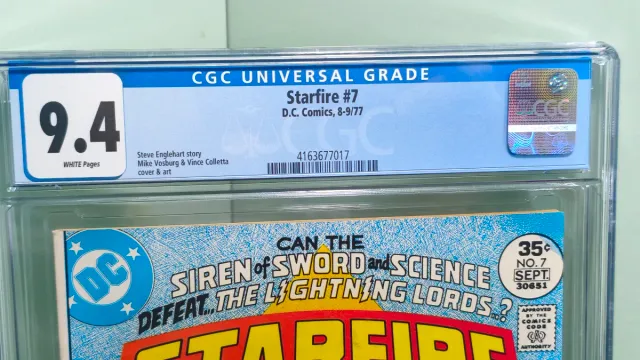 CGC UNIVERSAL GRADE
9.4
WHITE Pages
Starfire #7
D.C. Comics, 8-9/77
Steve Englehart story
Mike Vosburg & Vince Colletta
cover & art
4163677017
CGC
CGC
DC
CAN THE
SIREN of SWORD and SCIENCE
DEFEAT... THE LIGHTNING LORDS..?
STARFIRE
35¢
NO. 7
SEPT.
30651
APPROVED
BY THE
COMICS
CODE
AUTHORITY